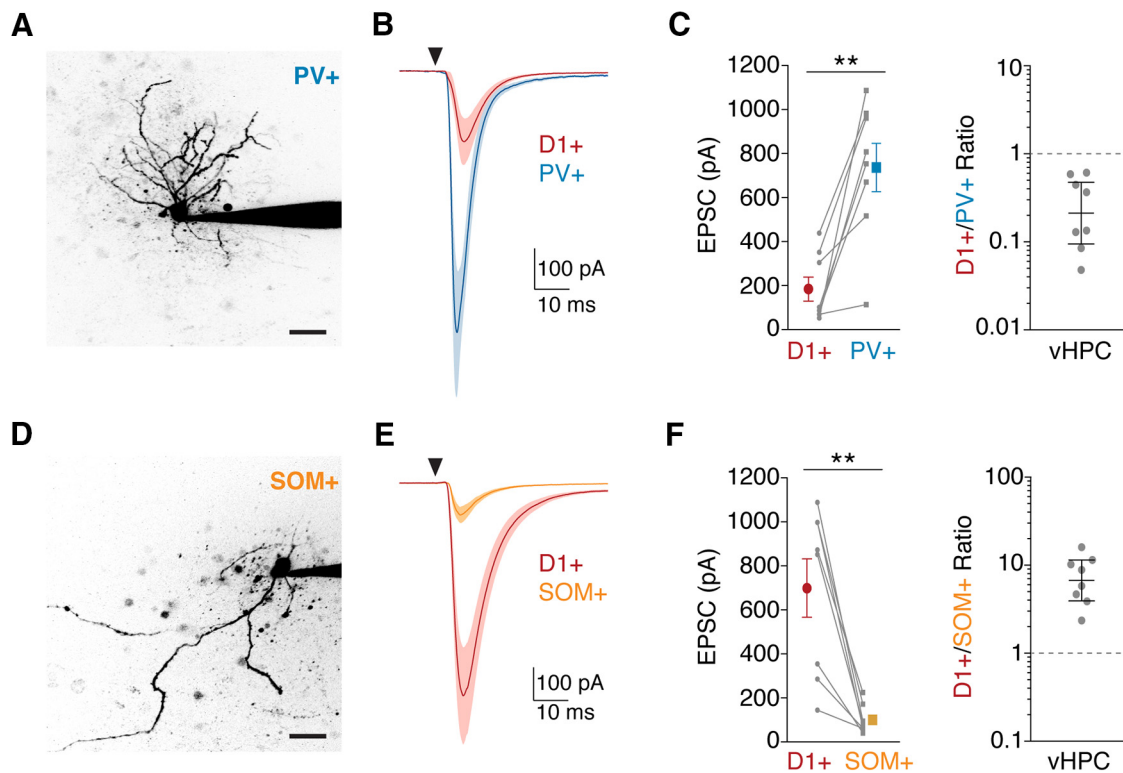 A
PV+
B
D1+
PV+
100 pA
10 ms
C
**
1200
1000
800
600
400
200
0
EPSC (pA)
D1+ PV+
10
1
0.1
0.01
D1+/PV+ Ratio
vHPC
D
SOM+
E
D1+
SOM+
100 pA
10 ms
F
**
1200
1000
800
600
400
200
0
EPSC (pA)
D1+ SOM+
100
10
1
0.1
D1+/SOM+ Ratio
vHPC